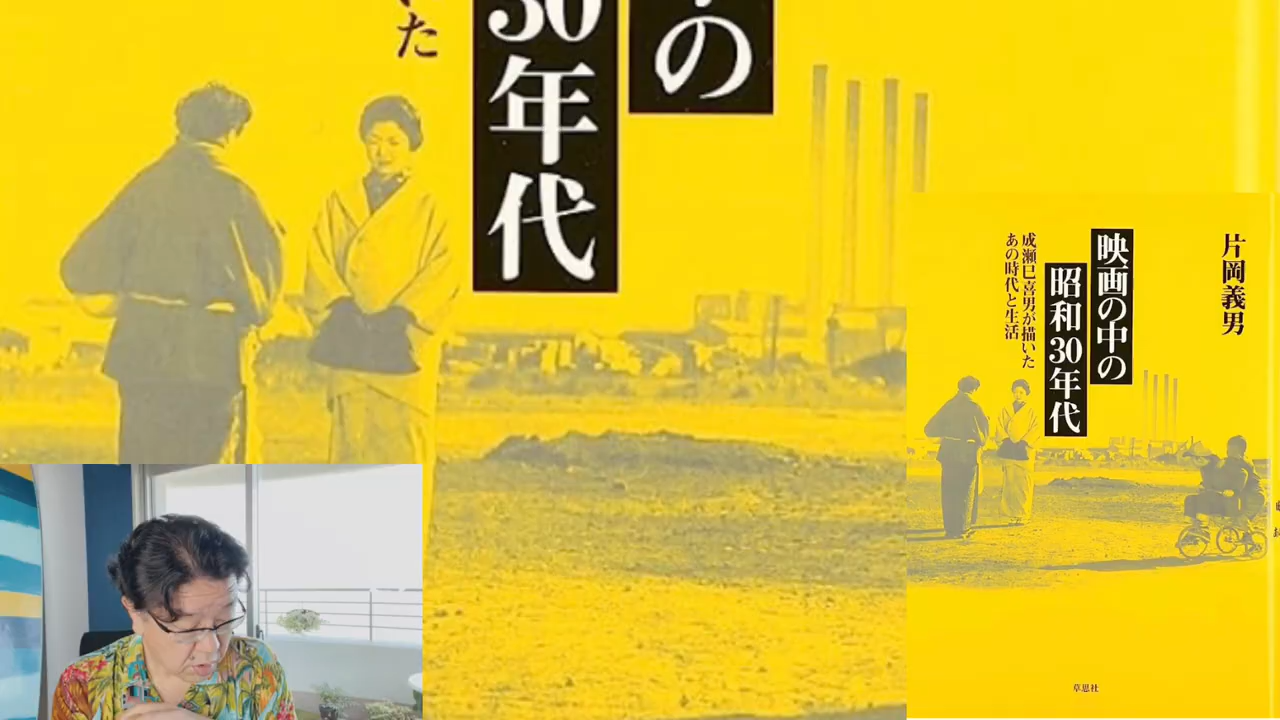 いた
30年代
中の
片岡義男
映画の中の
昭和30年代
成瀬巳喜男が描いた
あの時代と生活
草思社